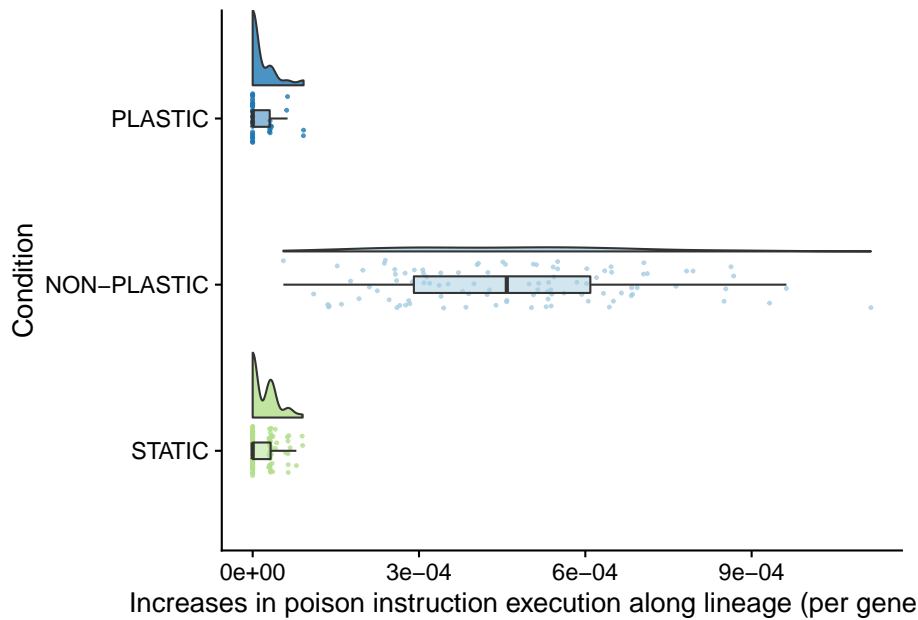 PLASTIC
NON−PLASTIC
STATIC
Condition
0e+00 3e−04 6e−04 9e−04
Increases in poison instruction execution along lineage (per gene